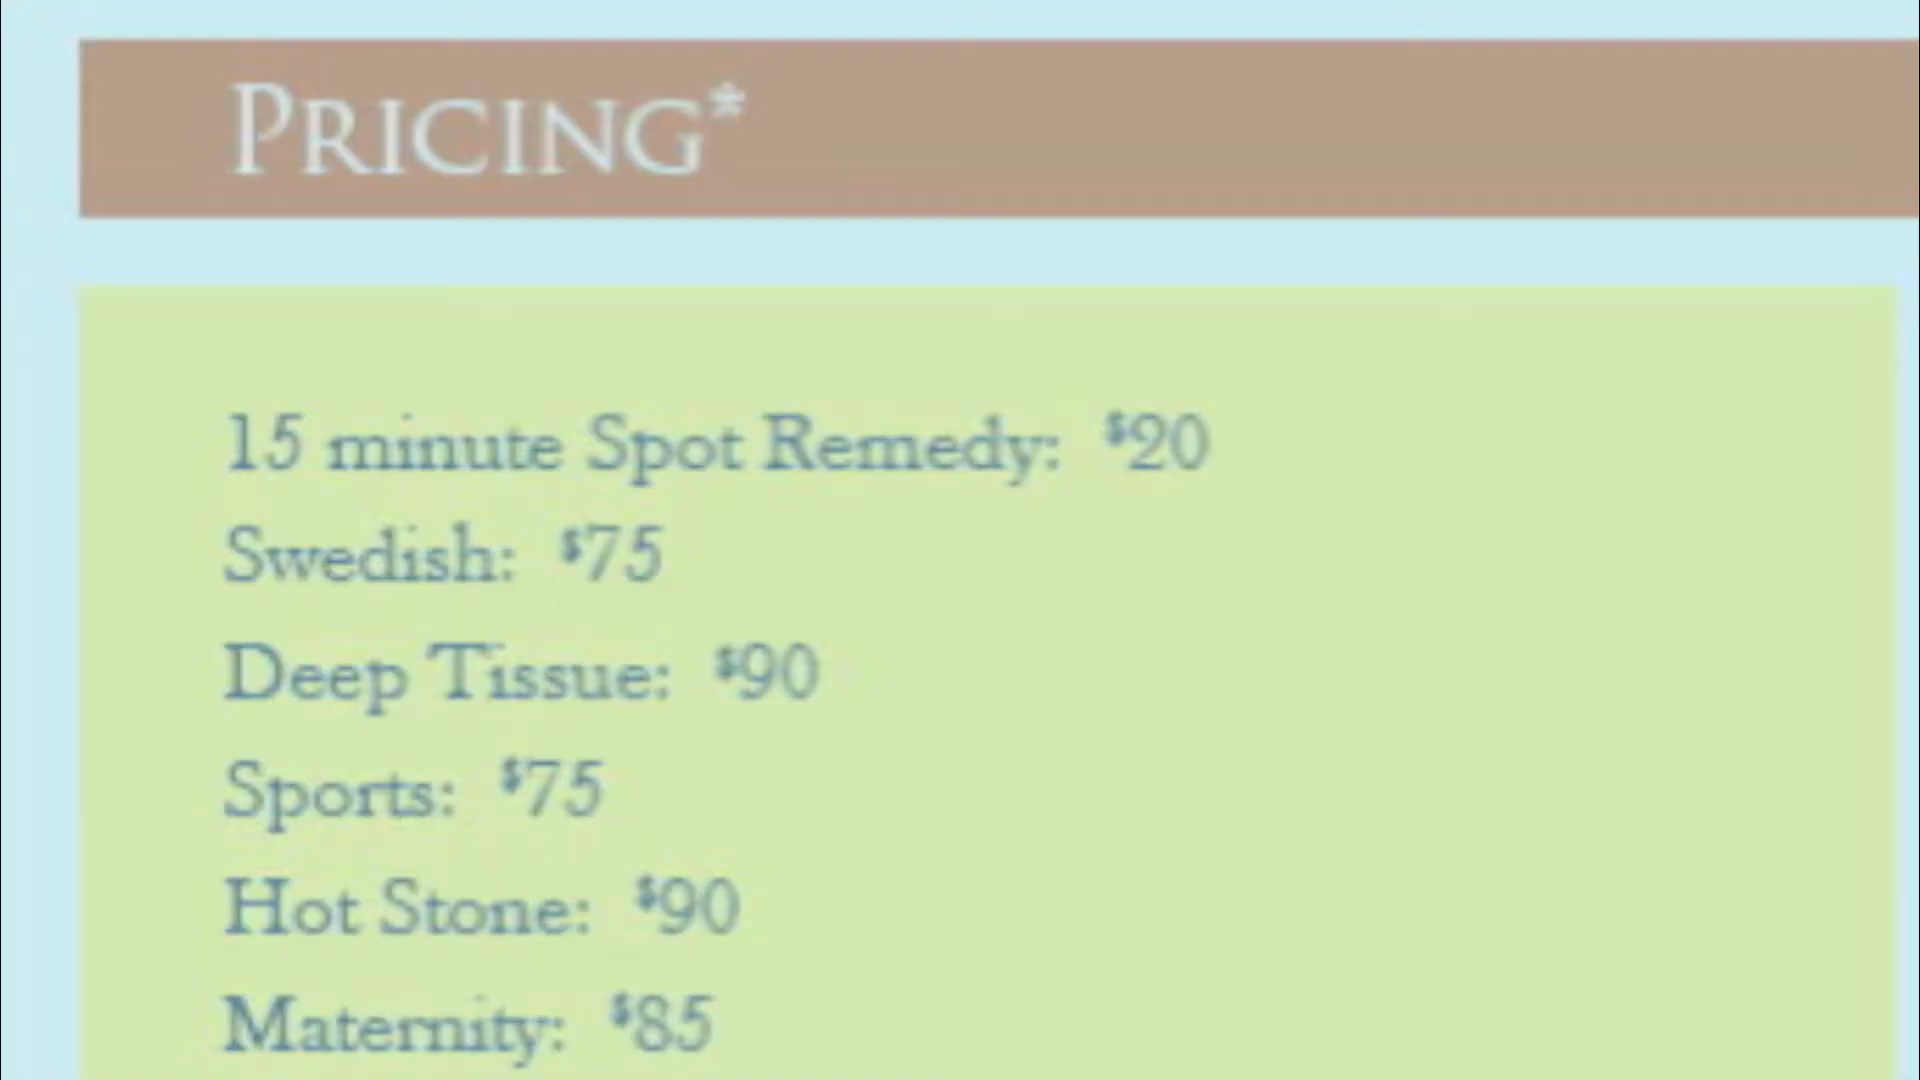 PRICING*
15 minute Spot Remedy: $20
Swedish: $75
Deep Tissue: $90
Sports: $75
Hot Stone: $90
Maternity: $85